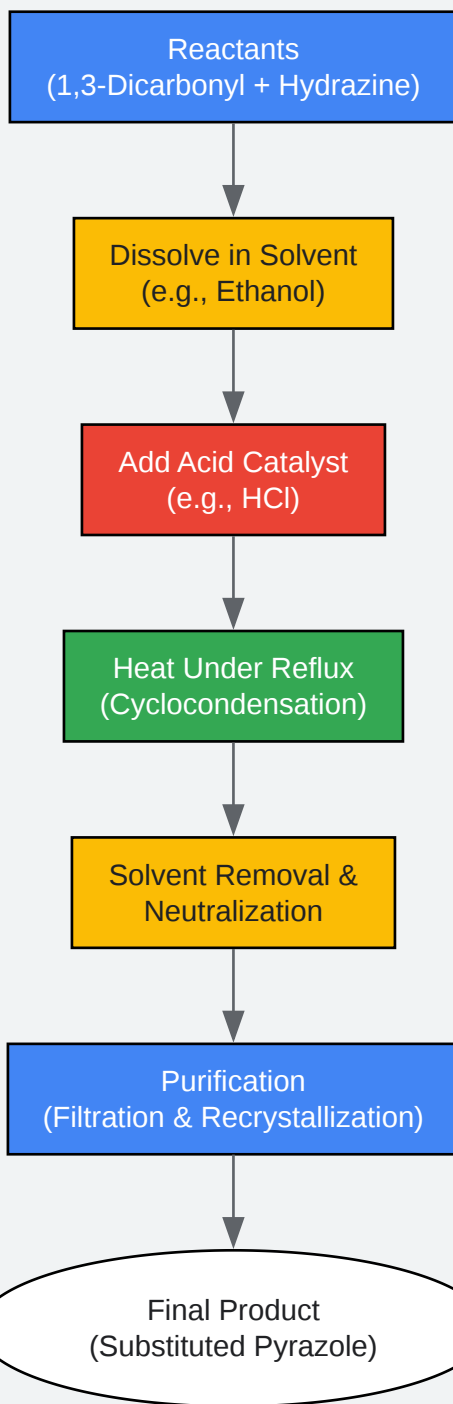 Reactants
(1,3-Dicarbonyl + Hydrazine)
Dissolve in Solvent
(e.g., Ethanol)
Add Acid Catalyst
(e.g., HCl)
Heat Under Reflux
(Cyclocondensation)
Solvent Removal &
Neutralization
Purification
(Filtration & Recrystallization)
Final Product
(Substituted Pyrazole)